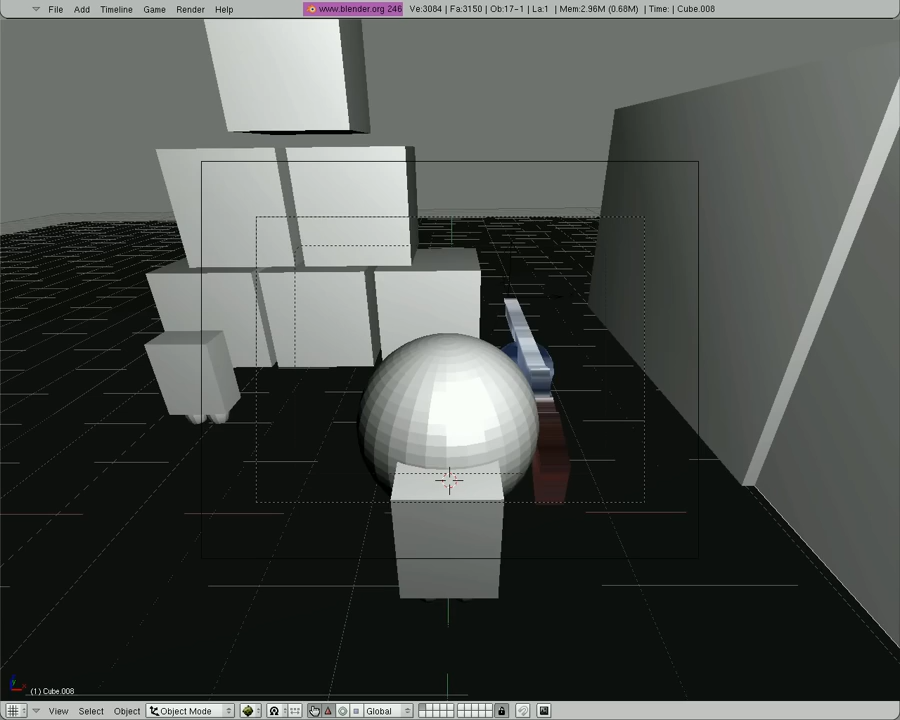 File Add Timeline Game Render Help www.blender.org 246 Ve:3084 | Fa:3150 | Ob:17-1 | La:1 | Mem:2.96M (0.68M) | Time: | Cube.008
(1) Cube.008
View Select Object Object Mode Global